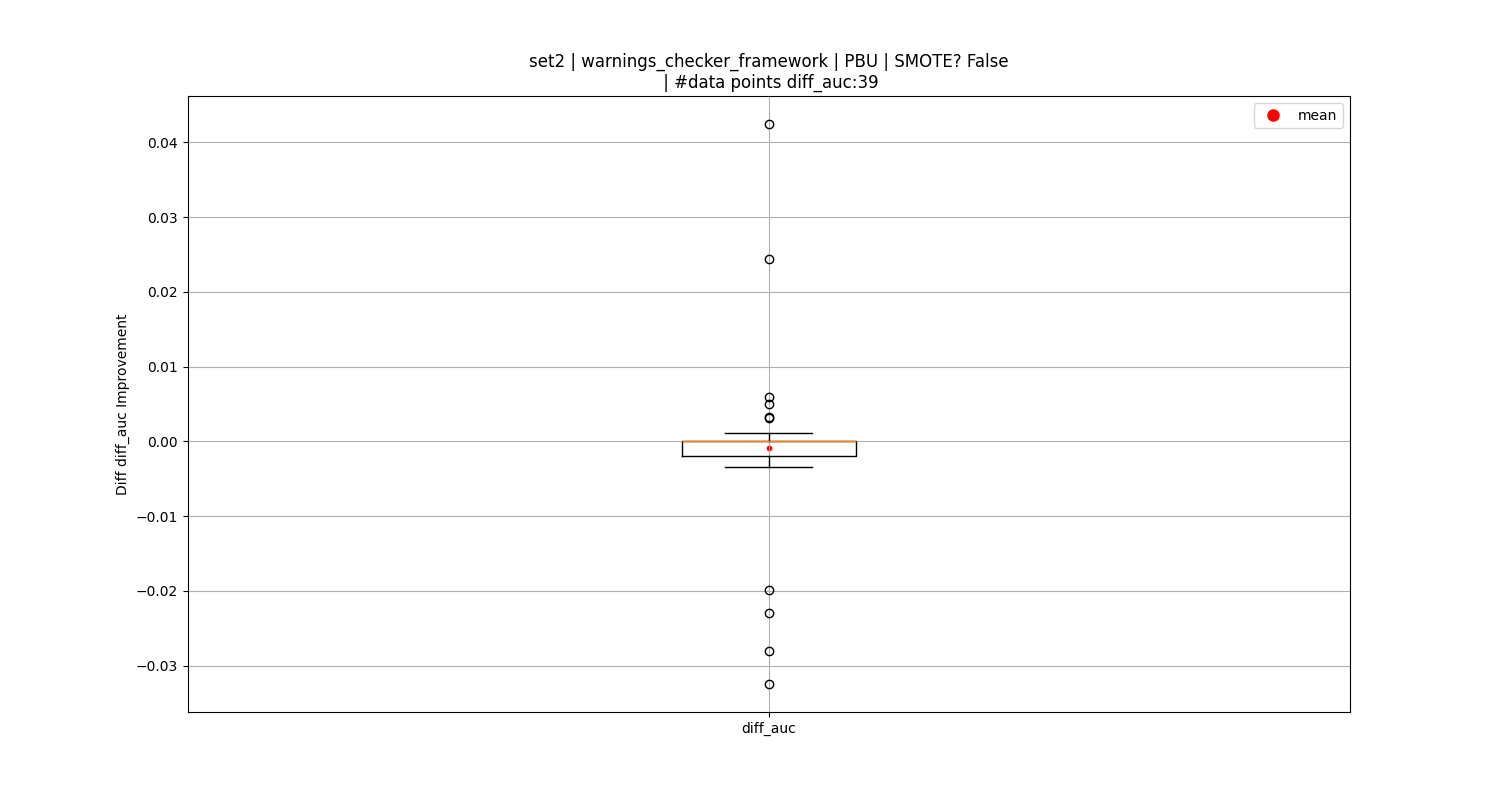 set2 | warnings_checker_framework | PBU | SMOTE? False
| #data points diff_auc:39
mean
0.04
0.03
0.02
0.01
0.00
−0.01
−0.02
−0.03
Diff diff_auc Improvement
diff_auc